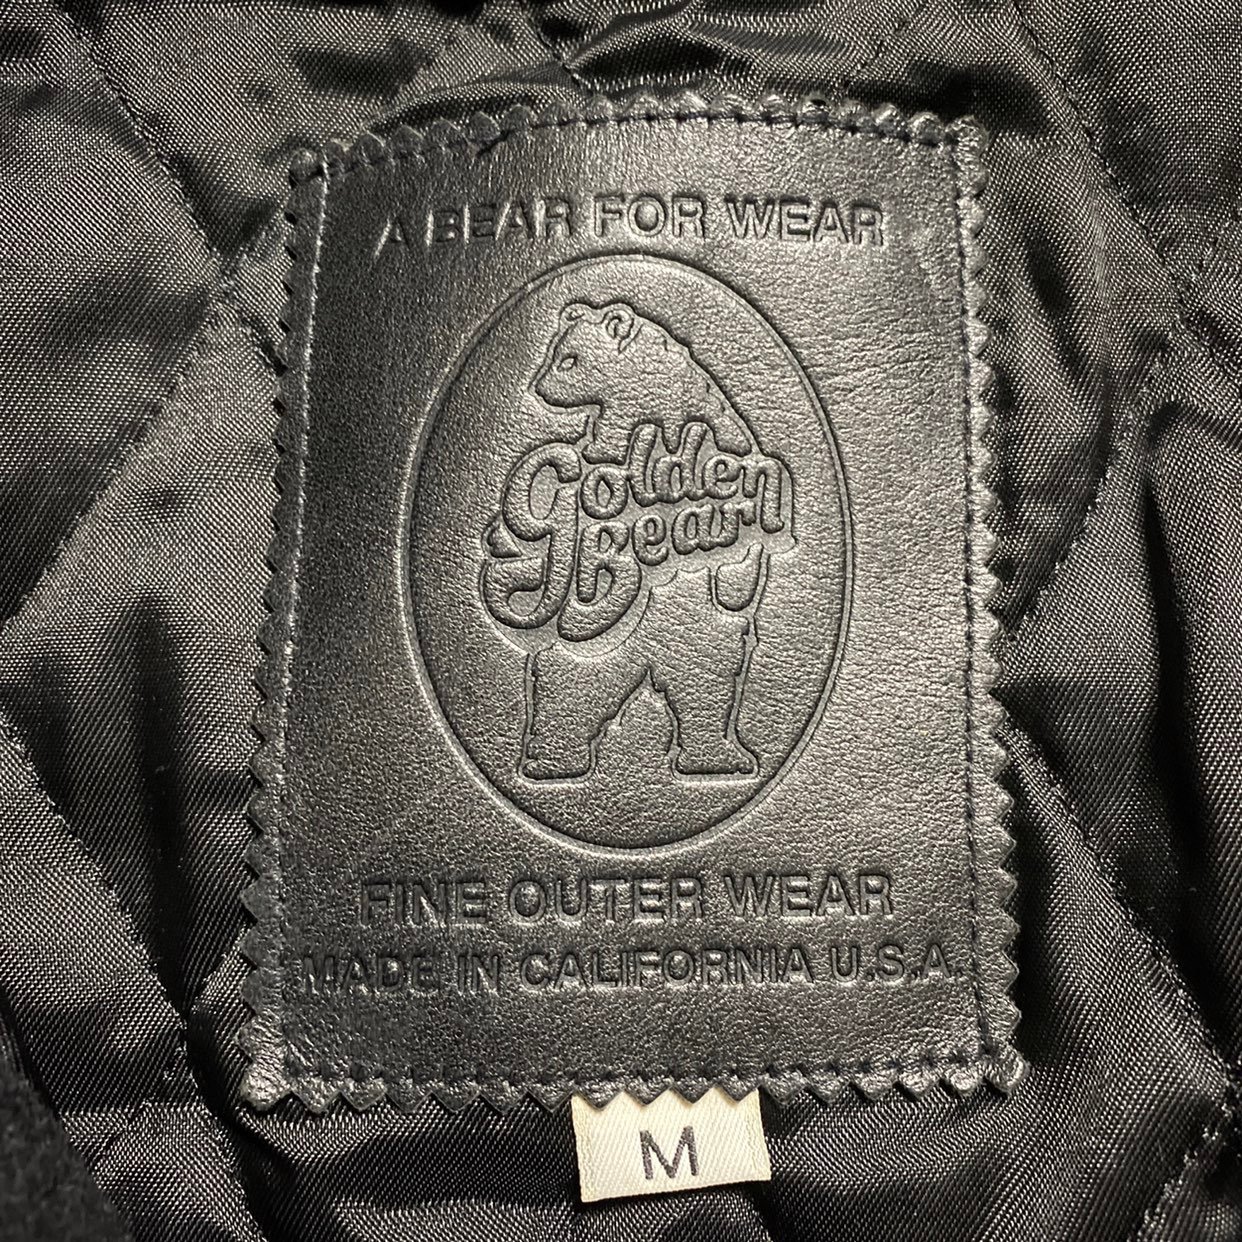 A BEAR FOR WEAR
Golden
Bear
FINE OUTER WEAR
MADE IN CALIFORNIA U.S.A.
M